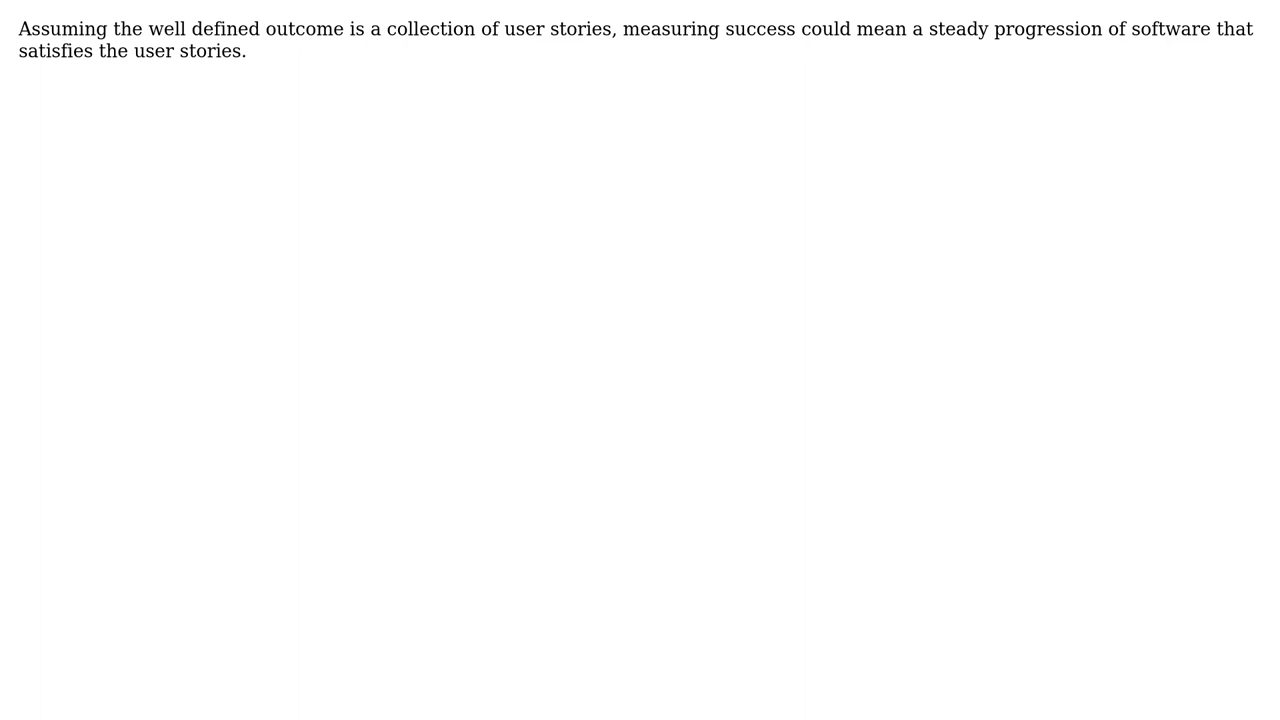 Assuming the well defined outcome is a collection of user stories, measuring success could mean a steady progression of software that
satisfies the user stories.